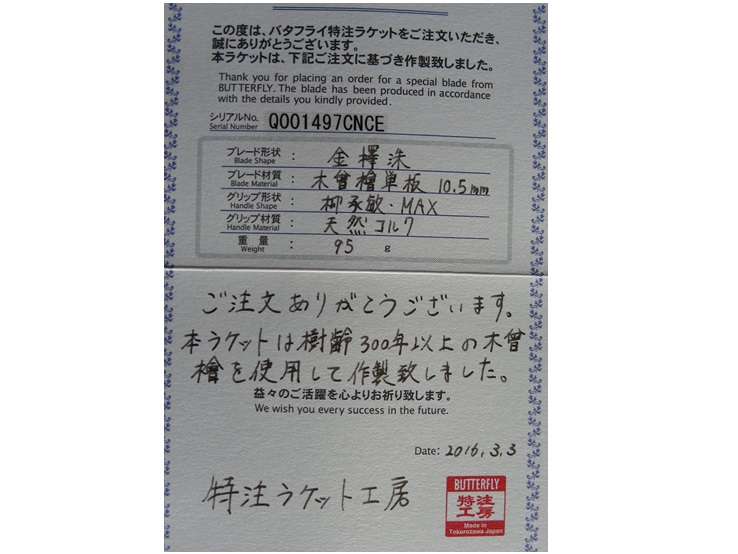 この度は、バタフライ特注ラケットをご注文いただき、
誠にありがとうございます。
本ラケットは、下記ご注文に基づき作製致しました。
Thank you for placing an order for a special blade from
BUTTERFLY. The blade has been produced in accordance
with the details you kindly provided.
シリアルNo. Serial Number Q001497CNCE
ブレード形状 Blade Shape : 金擇洙
ブレード材質 Blade Material : 木曾檜単板 10.5mm
グリップ形状 Handle Shape : 柳承敏・MAX
グリップ材質 Handle Material : 天然コルク
重量 Weight : 95 g
ご注文ありがとうございます。
本ラケットは樹齢300年以上の木曾
檜を使用して作製致しました。
益々のご活躍を心よりお祈り致します。
We wish you every success in the future.
Date: 2016.3.3
特注ラケット工房
BUTTERFLY
特注
工房
Made in
Tokorozawa Japan